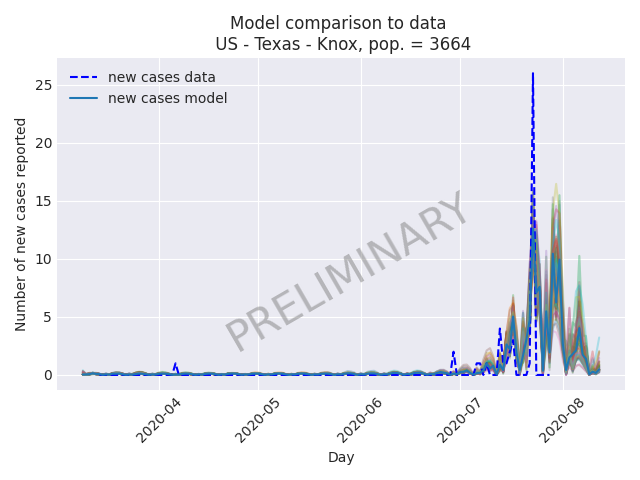 Model comparison to data
US - Texas - Knox, pop. = 3664
new cases data
new cases model
Number of new cases reported
25
20
15
10
5
0
PRELIMINARY
2020-04
2020-05
2020-06
2020-07
2020-08
Day